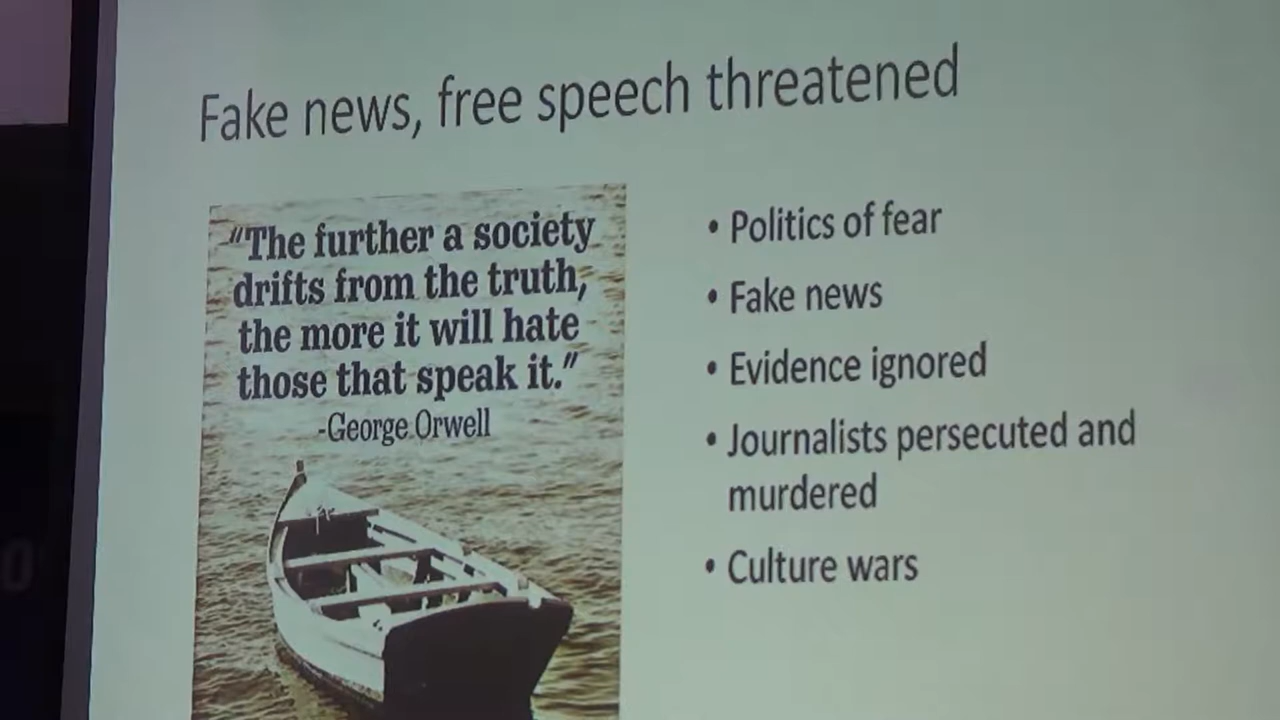 Fake news, free speech threatened
"The further a society
drifts from the truth,
the more it will hate
those that speak it."
-George Orwell
• Politics of fear
• Fake news
• Evidence ignored
• Journalists persecuted and
murdered
• Culture wars